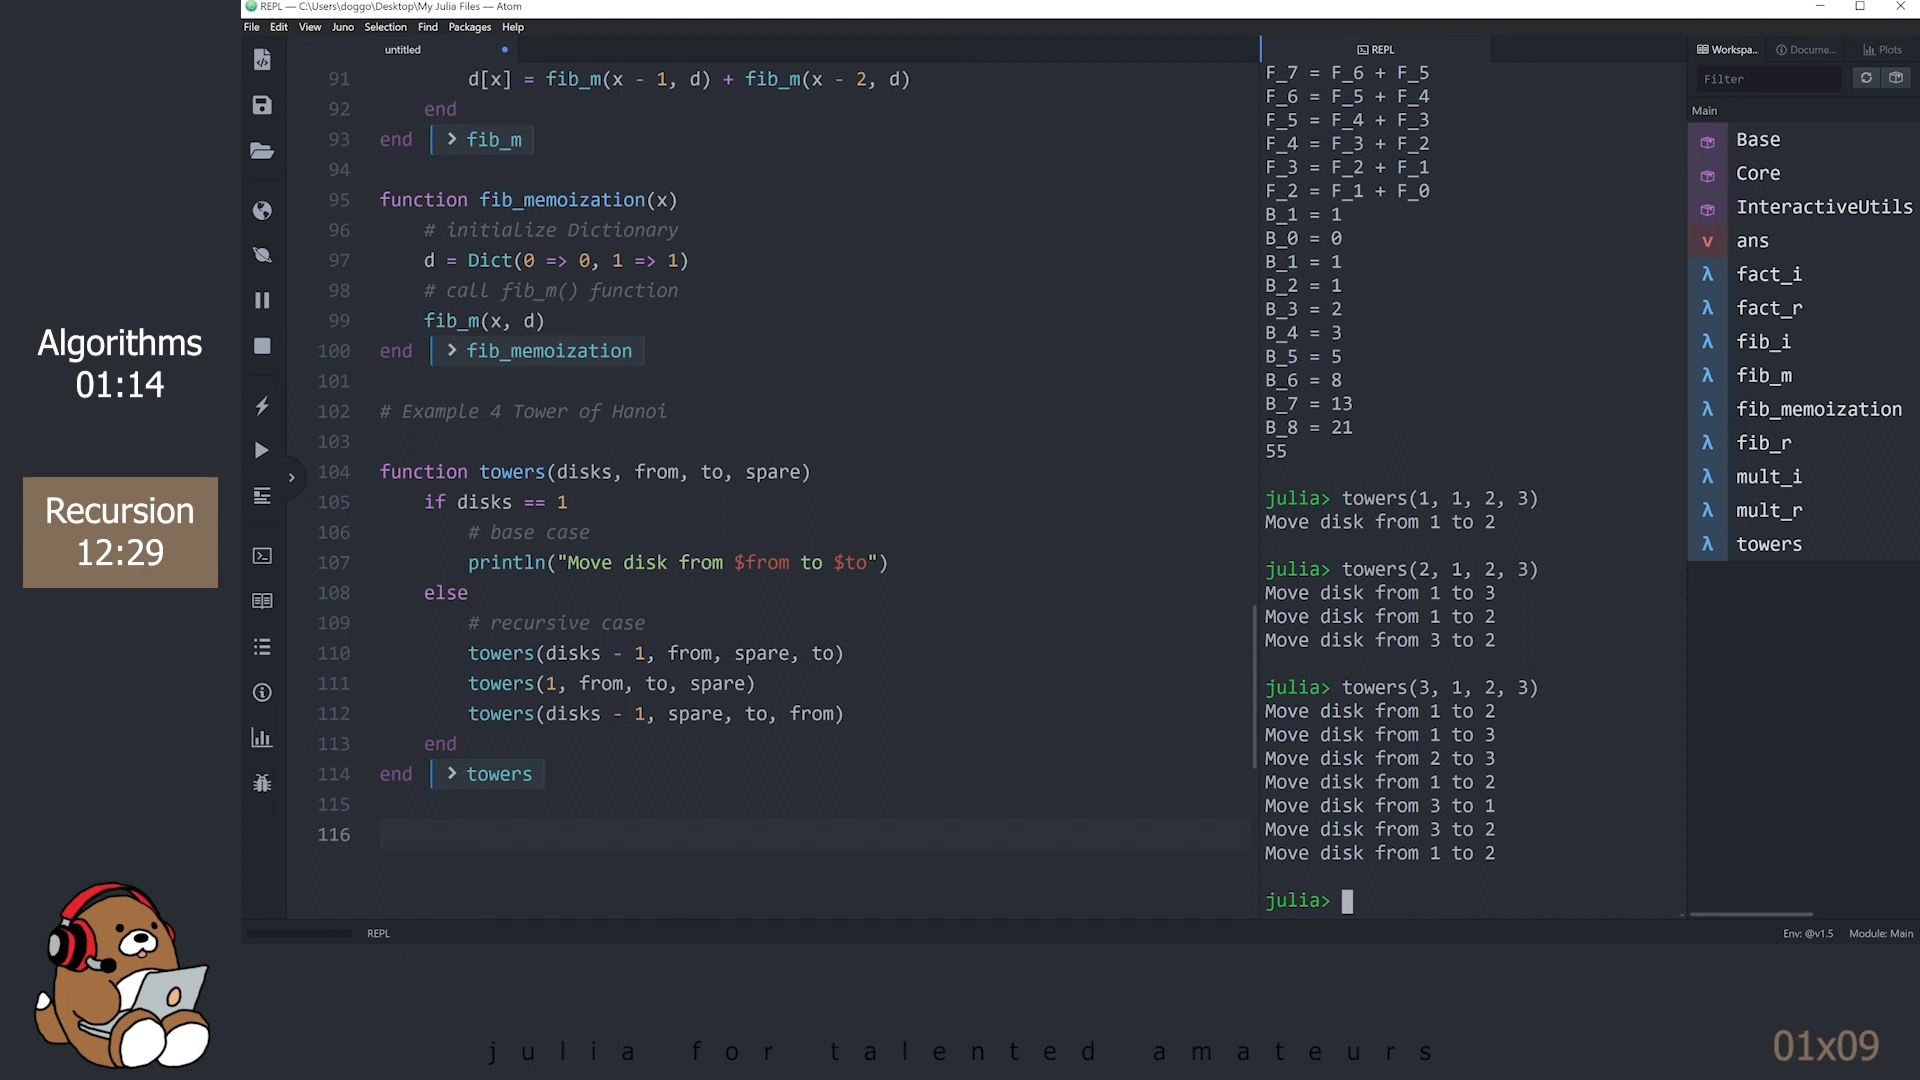 REPL — C:\Users\doggo\Desktop\My Julia Files — Atom
File Edit View Juno Selection Find Packages Help
untitled
91 d[x] = fib_m(x - 1, d) + fib_m(x - 2, d)
92 end
93 end > fib_m
94
95 function fib_memoization(x)
96 # initialize Dictionary
97 d = Dict(0 => 0, 1 => 1)
98 # call fib_m() function
99 fib_m(x, d)
100 end > fib_memoization
101
102 # Example 4 Tower of Hanoi
103
104 function towers(disks, from, to, spare)
105 if disks == 1
106 # base case
107 println("Move disk from $from to $to")
108 else
109 # recursive case
110 towers(disks - 1, from, spare, to)
111 towers(1, from, to, spare)
112 towers(disks - 1, spare, to, from)
113 end
114 end > towers
115
116
REPL
F_7 = F_6 + F_5
F_6 = F_5 + F_4
F_5 = F_4 + F_3
F_4 = F_3 + F_2
F_3 = F_2 + F_1
F_2 = F_1 + F_0
B_1 = 1
B_0 = 0
B_1 = 1
B_2 = 1
B_3 = 2
B_4 = 3
B_5 = 5
B_6 = 8
B_7 = 13
B_8 = 21
55
julia> towers(1, 1, 2, 3)
Move disk from 1 to 2
julia> towers(2, 1, 2, 3)
Move disk from 1 to 3
Move disk from 1 to 2
Move disk from 3 to 2
julia> towers(3, 1, 2, 3)
Move disk from 1 to 2
Move disk from 1 to 3
Move disk from 2 to 3
Move disk from 1 to 2
Move disk from 3 to 1
Move disk from 3 to 2
Move disk from 1 to 2
julia>
Workspa... Docume... Plots
Filter
Main
Base
Core
InteractiveUtils
v ans
λ fact_i
λ fact_r
λ fib_i
λ fib_m
λ fib_memoization
λ fib_r
λ mult_i
λ mult_r
λ towers
REPL
Env: @v1.5 Module: Main
Algorithms
01:14
Recursion
12:29
julia for talented amateurs
01x09